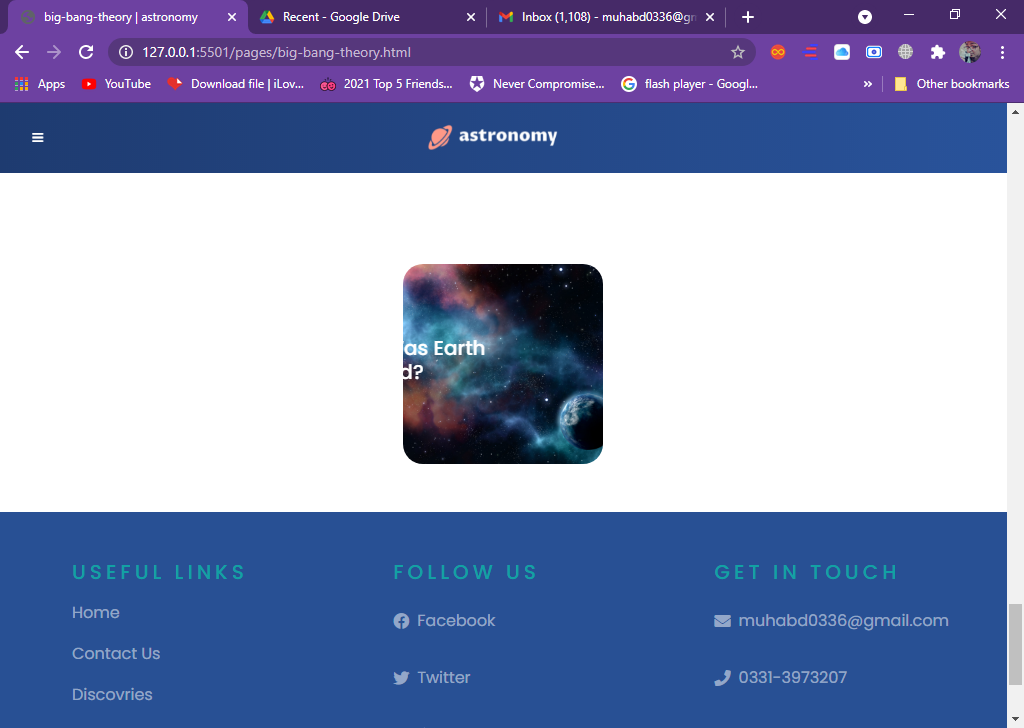 big-bang-theory | astronomy
Recent - Google Drive
Inbox (1,108) - muhabd0336@gm
127.0.0.1:5501/pages/big-bang-theory.html
Apps
YouTube
Download file | iLov...
2021 Top 5 Friends...
Never Compromise...
flash player - Googl...
»
Other bookmarks
astronomy
as Earth
d?
USEFUL LINKS
FOLLOW US
GET IN TOUCH
Home
Facebook
muhabd0336@gmail.com
Contact Us
Twitter
0331-3973207
Discovries